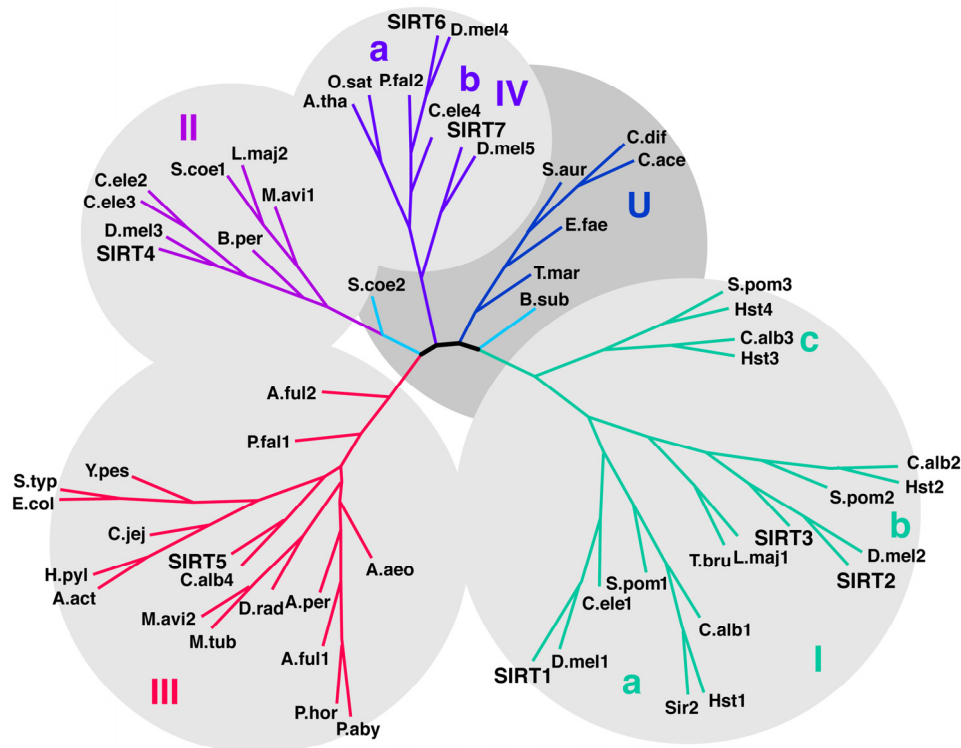 SIRT6
D.mel4
a
O.sat
P.fal2
b
A.tha
IV
C.ele4
SIRT7
D.mel5
II
L.maj2
S.coe1
M.avi1
C.ele2
C.ele3
D.mel3
SIRT4
B.per
S.coe2
C.dif
C.ace
S.aur
U
E.fae
T.mar
B.sub
S.pom3
Hst4
C.alb3
c
Hst3
C.alb2
Hst2
S.pom2
b
SIRT3
D.mel2
SIRT2
L.maj1
T.bru
S.pom1
C.ele1
C.alb1
I
D.mel1
SIRT1
a
Sir2
Hst1
A.ful2
P.fal1
Y.pes
S.typ
E.col
C.jej
SIRT5
C.alb4
H.pyl
A.act
A.aeo
D.rad
A.per
M.avi2
M.tub
A.ful1
III
P.hor
P.aby